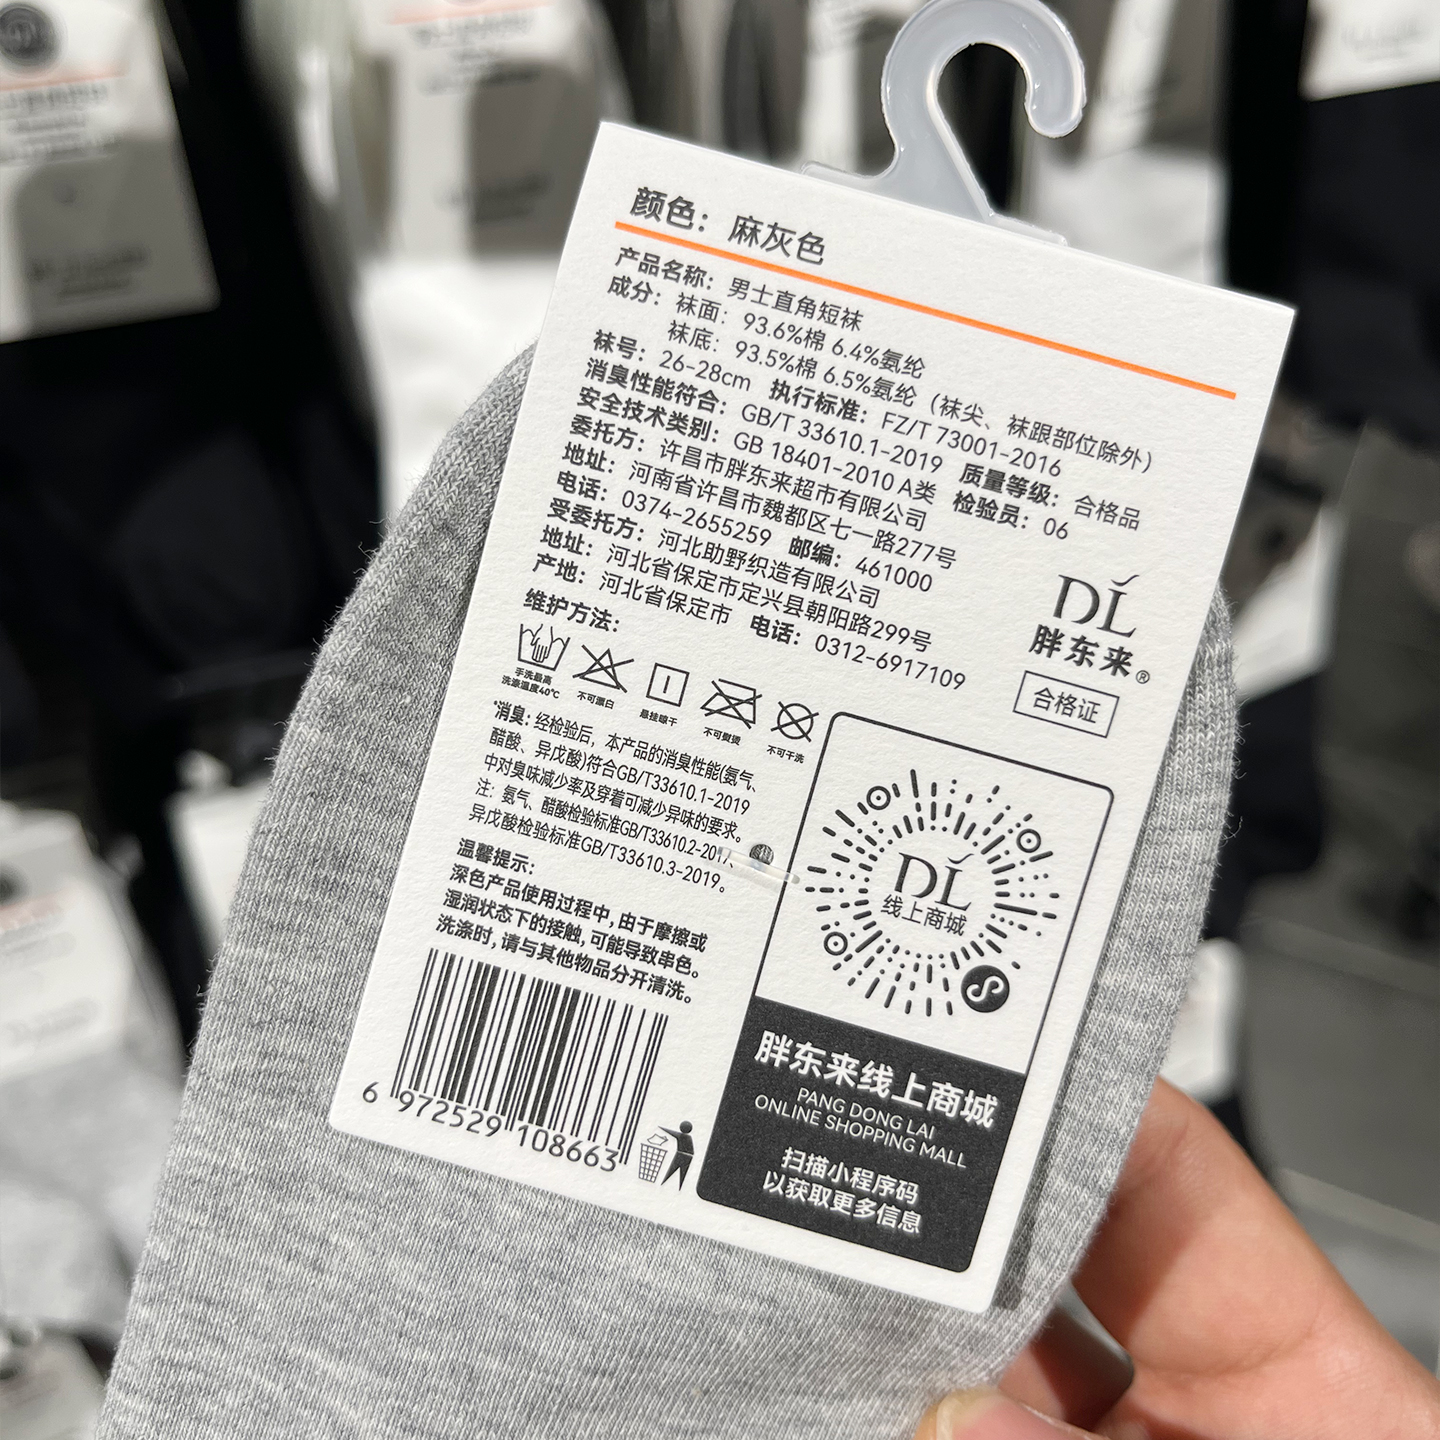 颜色：麻灰色
产品名称：男士直角短袜
成分：袜面：93.6%棉 6.4%氨纶
袜底：93.5%棉 6.5%氨纶（袜尖、袜跟部位除外）
袜号：26-28cm 执行标准：FZ/T 73001-2016
消臭性能符合：GB/T 33610.1-2019 质量等级：合格品
安全技术类别：GB 18401-2010 A类 检验员：06
委托方：许昌市胖东来超市有限公司
地址：河南省许昌市魏都区七一路277号
电话：0374-2655259 邮编：461000
受委托方：河北助野织造有限公司
地址：河北省保定市定兴县朝阳路299号
产地：河北省保定市 电话：0312-6917109
维护方法：
手洗最高
洗涤温度40℃
不可漂白
悬挂晾干
不可熨烫
不可干洗
DL
胖东来®
合格证
*消臭：经检验后，本产品的消臭性能(氨气、
醋酸、异戊酸)符合GB/T33610.1-2019
中对臭味减少率及穿着可减少异味的要求。
注：氨气、醋酸检验标准GB/T33610.2-2017、
异戊酸检验标准GB/T33610.3-2019。
温馨提示：
深色产品使用过程中,由于摩擦或
湿润状态下的接触,可能导致串色。
洗涤时,请与其他物品分开清洗。
6 972529 108663
DL
线上商城
胖东来线上商城
PANG DONG LAI
ONLINE SHOPPING MALL
扫描小程序码
以获取更多信息